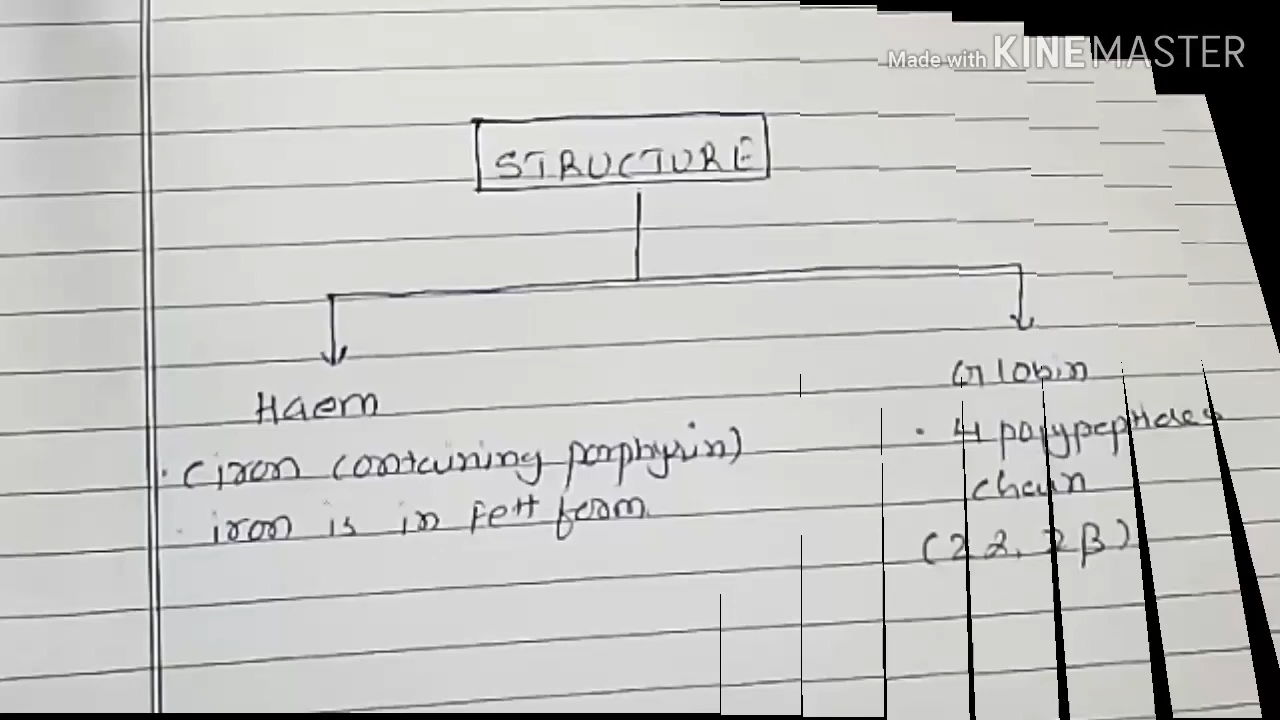 Made with KINEMASTER
STRUCTURE
Haem
Globin
. (iron containing porphyrin)
. 4 polypeptides
chain
. iron is in Fe++ form.
(2α, 2β)